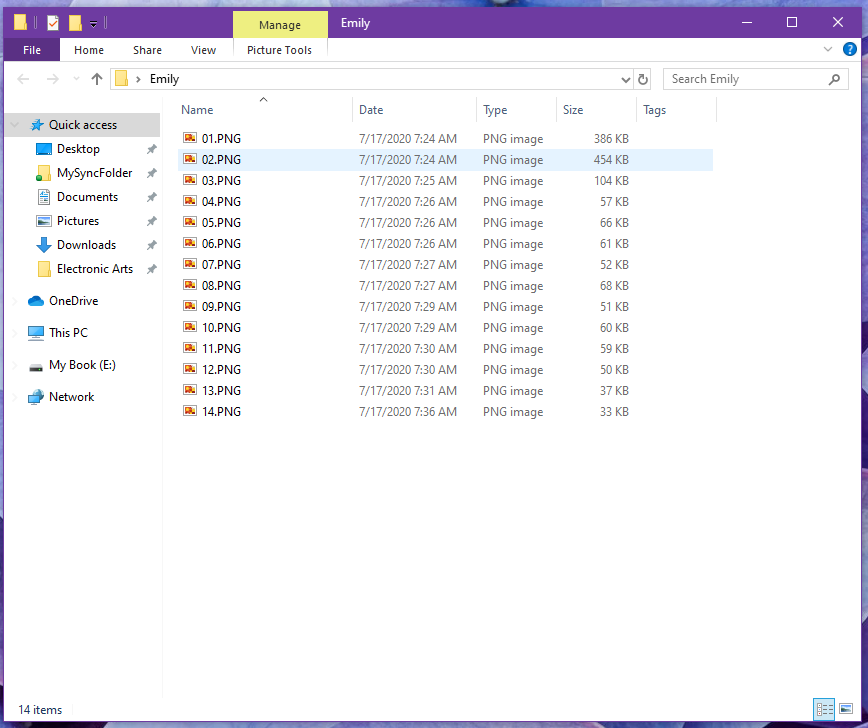 Manage
Emily
File
Home
Share
View
Picture Tools
?
Emily
Search Emily
Name
Date
Type
Size
Tags
Quick access
Desktop
MySyncFolder
Documents
Pictures
Downloads
Electronic Arts
OneDrive
This PC
My Book (E:)
Network
01.PNG 7/17/2020 7:24 AM PNG image 386 KB
02.PNG 7/17/2020 7:24 AM PNG image 454 KB
03.PNG 7/17/2020 7:25 AM PNG image 104 KB
04.PNG 7/17/2020 7:26 AM PNG image 57 KB
05.PNG 7/17/2020 7:26 AM PNG image 66 KB
06.PNG 7/17/2020 7:26 AM PNG image 61 KB
07.PNG 7/17/2020 7:27 AM PNG image 52 KB
08.PNG 7/17/2020 7:27 AM PNG image 68 KB
09.PNG 7/17/2020 7:29 AM PNG image 51 KB
10.PNG 7/17/2020 7:29 AM PNG image 60 KB
11.PNG 7/17/2020 7:30 AM PNG image 59 KB
12.PNG 7/17/2020 7:30 AM PNG image 50 KB
13.PNG 7/17/2020 7:31 AM PNG image 37 KB
14.PNG 7/17/2020 7:36 AM PNG image 33 KB
14 items